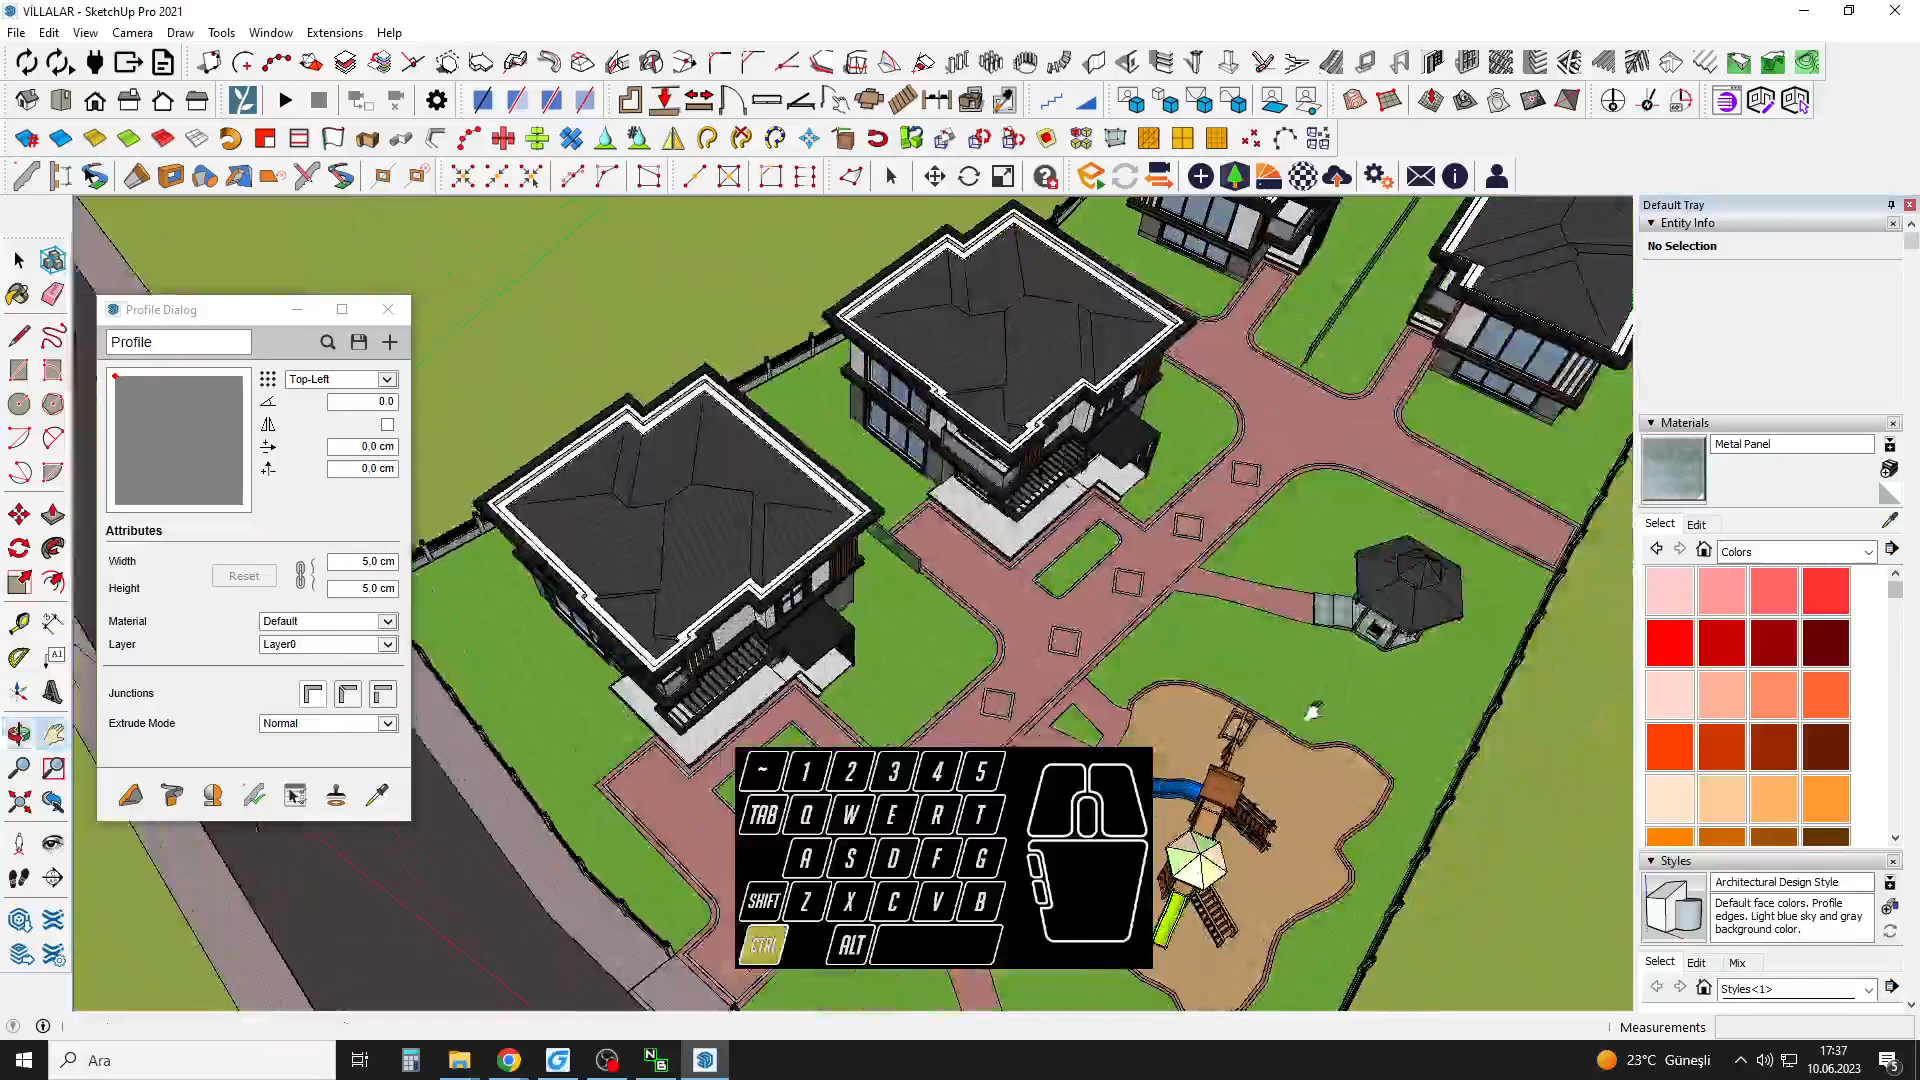 VİLLALAR - SketchUp Pro 2021
File Edit View Camera Draw Tools Window Extensions Help
Default Tray
Entity Info
No Selection
Profile Dialog
Profile
Top-Left
0.0
0,0 cm
0,0 cm
Attributes
Width 5,0 cm
Reset
Height 5,0 cm
Material Default
Layer Layer0
Junctions
Extrude Mode Normal
A1
Materials
Metal Panel
Select Edit
Colors
Styles
Architectural Design Style
Default face colors. Profile
edges. Light blue sky and gray
background color.
Select Edit Mix
Styles<1>
~ 1 2 3 4 5
TAB Q W E R T
A S D F G
SHIFT Z X C V B
CTRL ALT
Measurements
Ara
N
B
23°C Güneşli
17:37
10.06.2023
5